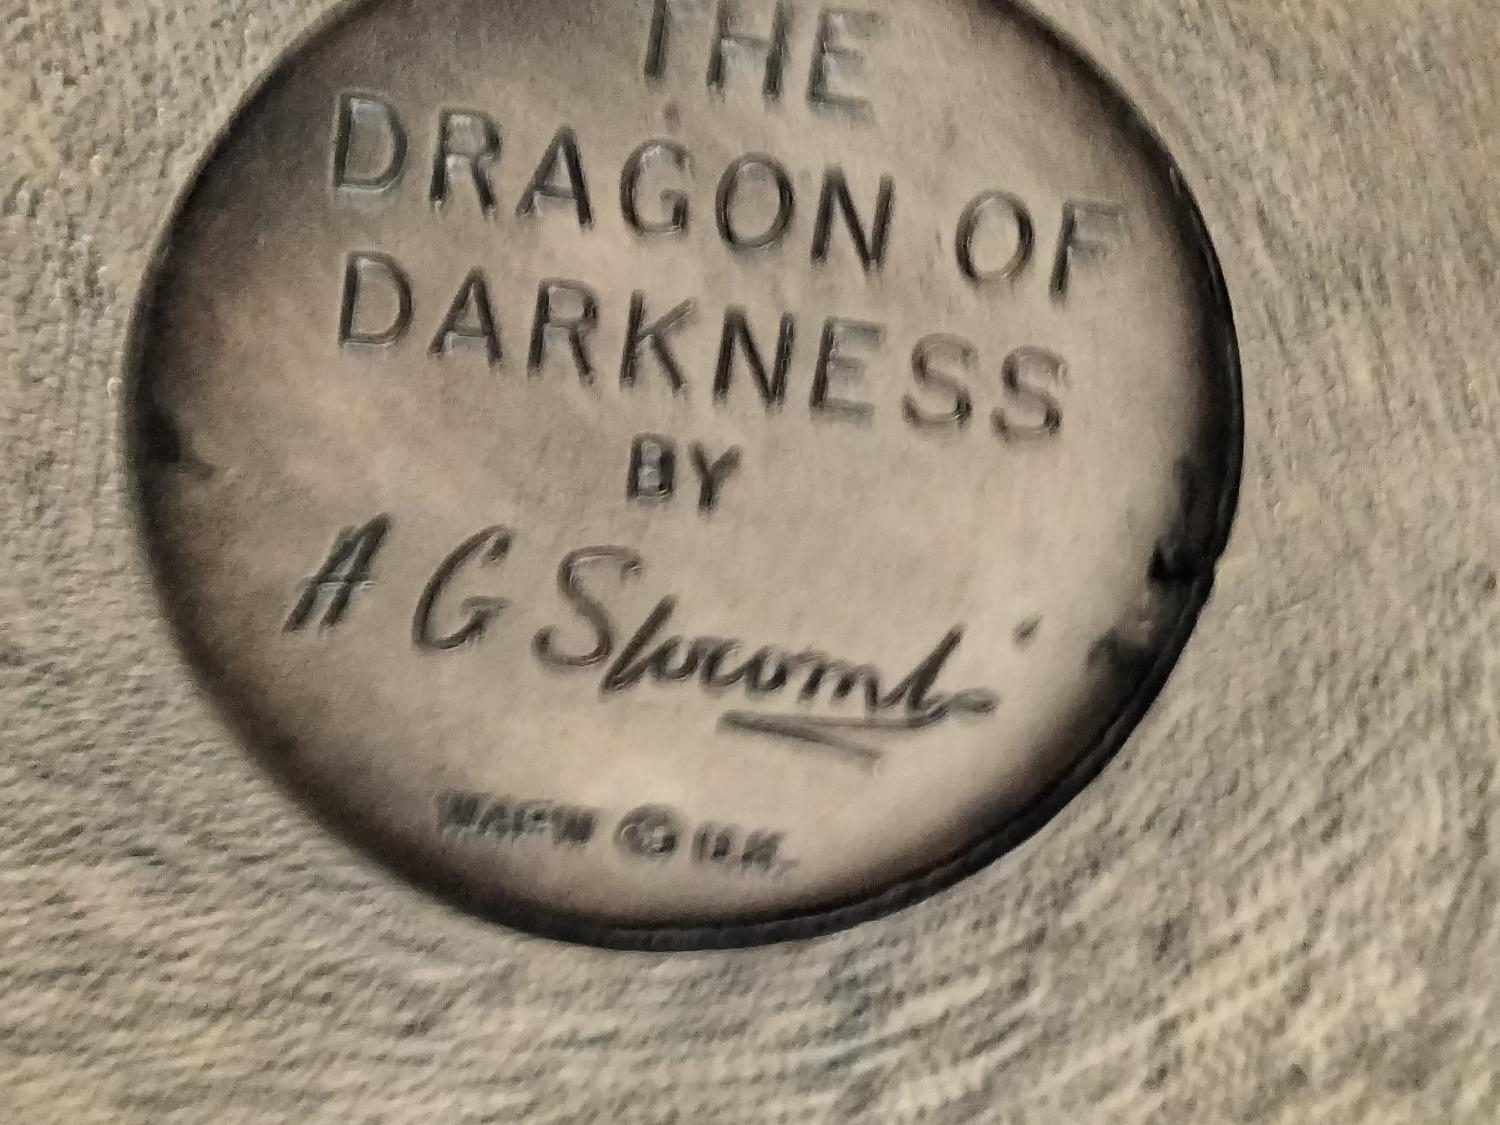 THE
DRAGON OF
DARKNESS
BY
A G Slocombe
© U.K.